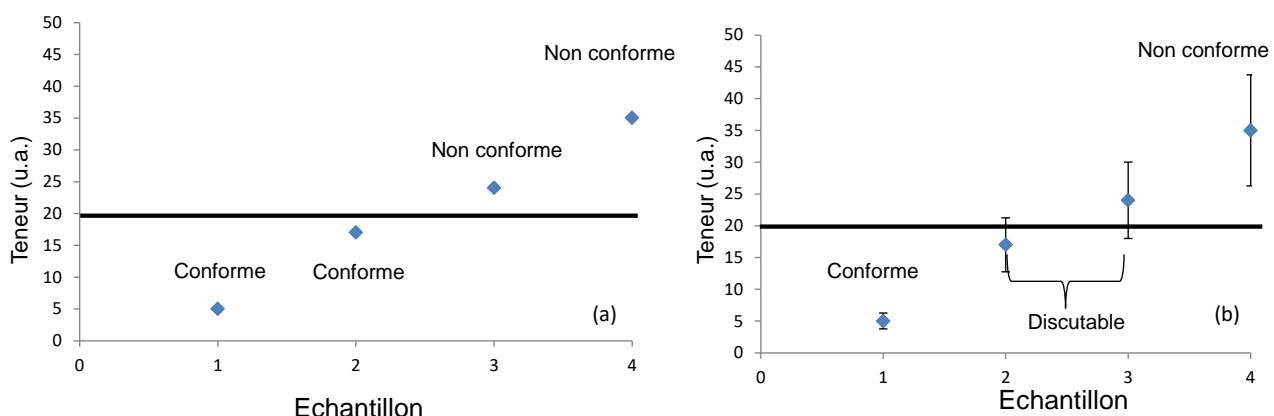 50
45
40
35
30
25
20
15
10
5
0
Teneur (u.a.)
Non conforme
Non conforme
Conforme
Conforme
(a)
0 1 2 3 4
Echantillon
50
45
40
35
30
25
20
15
10
5
0
Teneur (u.a.)
Non conforme
Conforme
Discutable
(b)
0 1 2 3 4
Echantillon